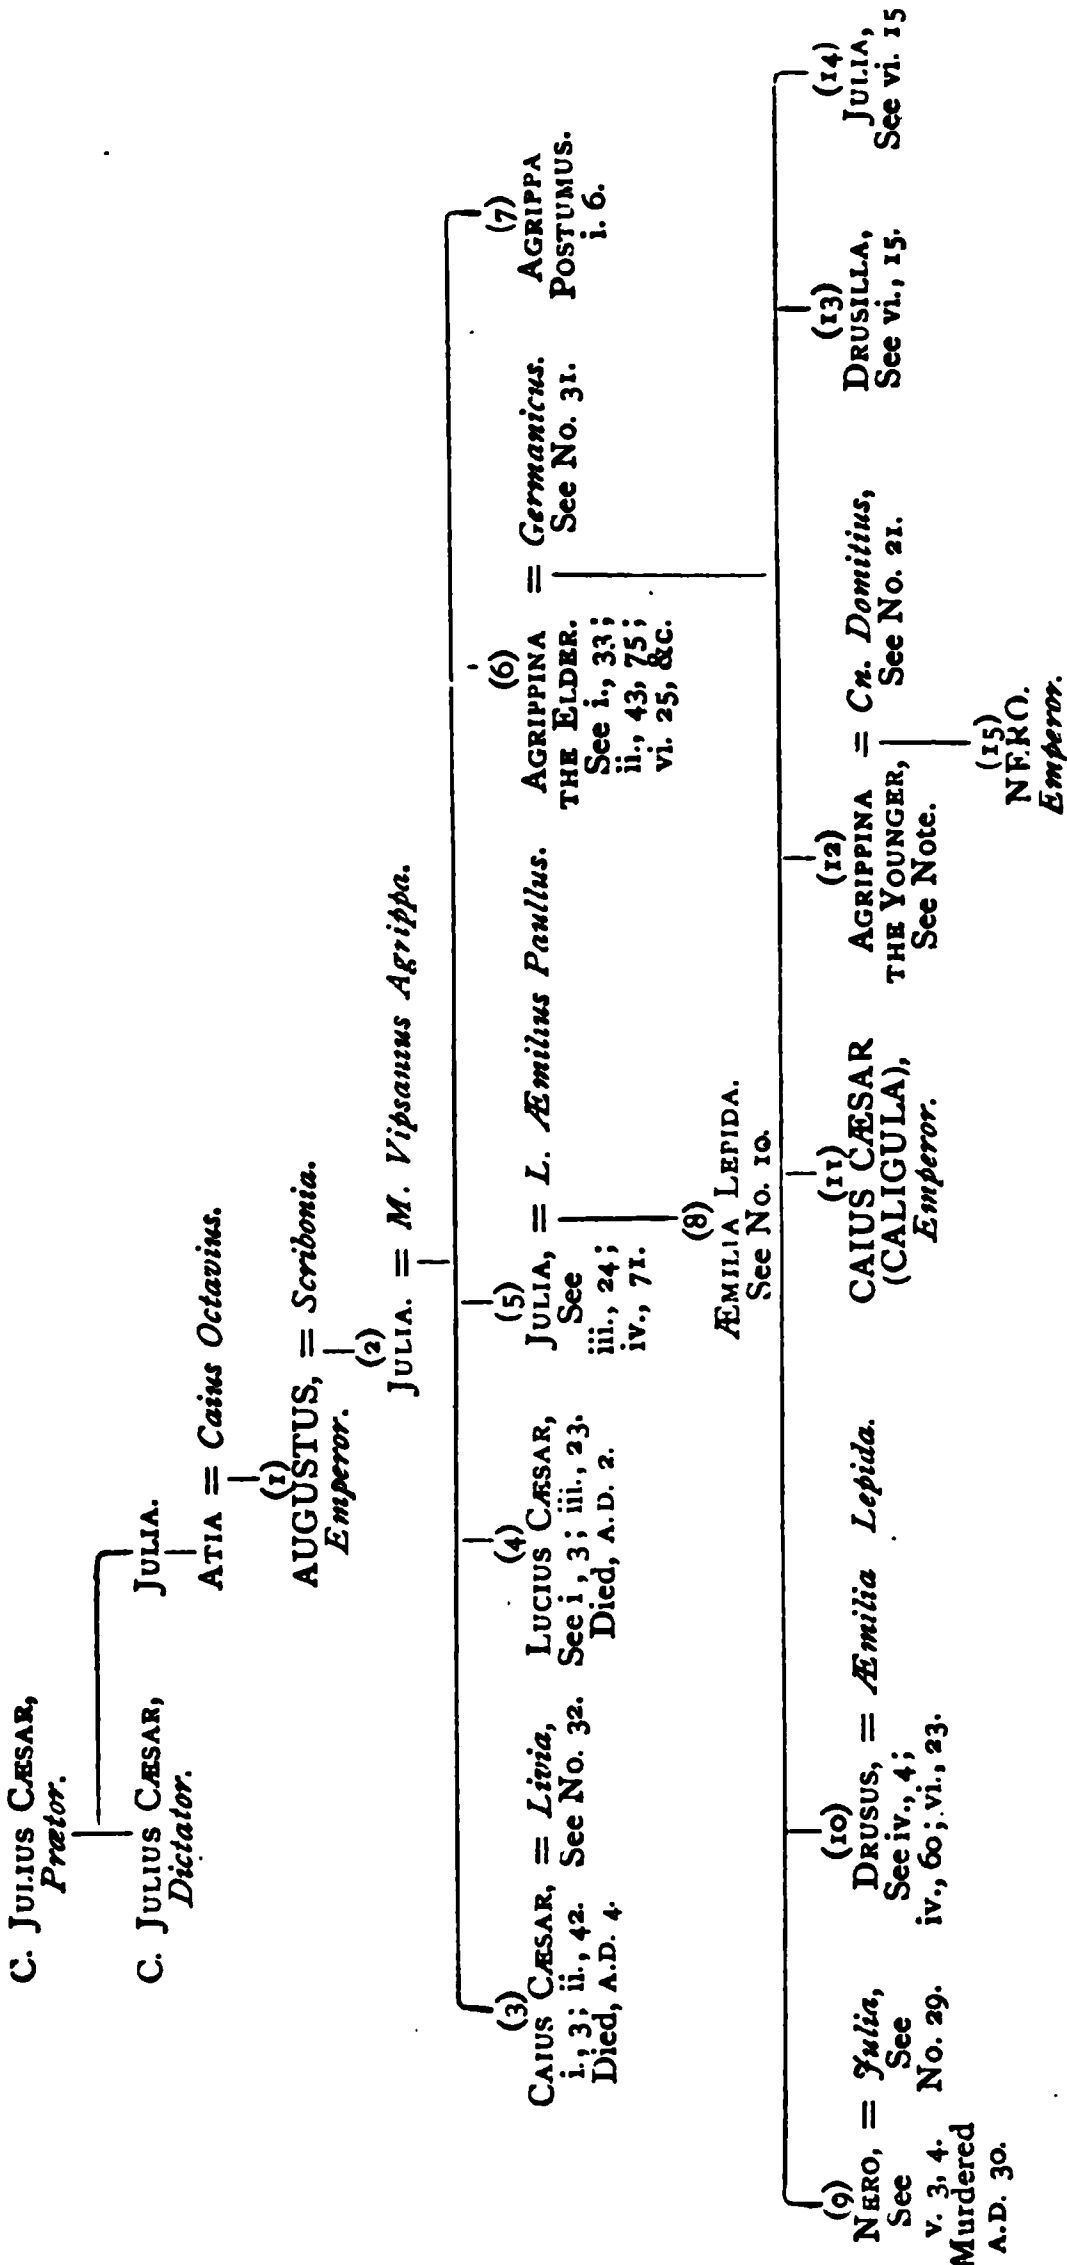 C. JULIUS CÆSAR,
Prætor.
C. JULIUS CÆSAR,
Dictator.
JULIA.
ATIA = Caius Octavius.
(1)
AUGUSTUS, = Scribonia.
Emperor.
(2)
JULIA. = M. Vipsanius Agrippa.
(3)
CAIUS CÆSAR, = Livia,
i., 3; ii., 42. See No. 32.
Died, A.D. 4.
(4)
LUCIUS CÆSAR,
See i, 3; iii., 23.
Died, A.D. 2.
(5)
JULIA, = L. Æmilius Paullus.
See
iii., 24;
iv., 71.
(6)
AGRIPPINA = Germanicus.
THE ELDER. See No. 31.
See i., 33;
ii., 43, 75;
vi. 25, &c.
(7)
AGRIPPA
POSTUMUS.
i. 6.
(8)
ÆMILIA LEPIDA.
See No. 10.
(9)
NERO, = Julia,
See See
v. 3, 4. No. 29.
Murdered
A.D. 30.
(10)
DRUSUS, = Æmilia Lepida.
See iv., 4;
iv., 60; vi., 23.
(11)
CAIUS CÆSAR
(CALIGULA),
Emperor.
(12)
AGRIPPINA = Cn. Domitius,
THE YOUNGER, See No. 21.
See Note.
(13)
DRUSILLA,
See vi., 15.
(14)
JULIA,
See vi. 15
(15)
NERO.
Emperor.